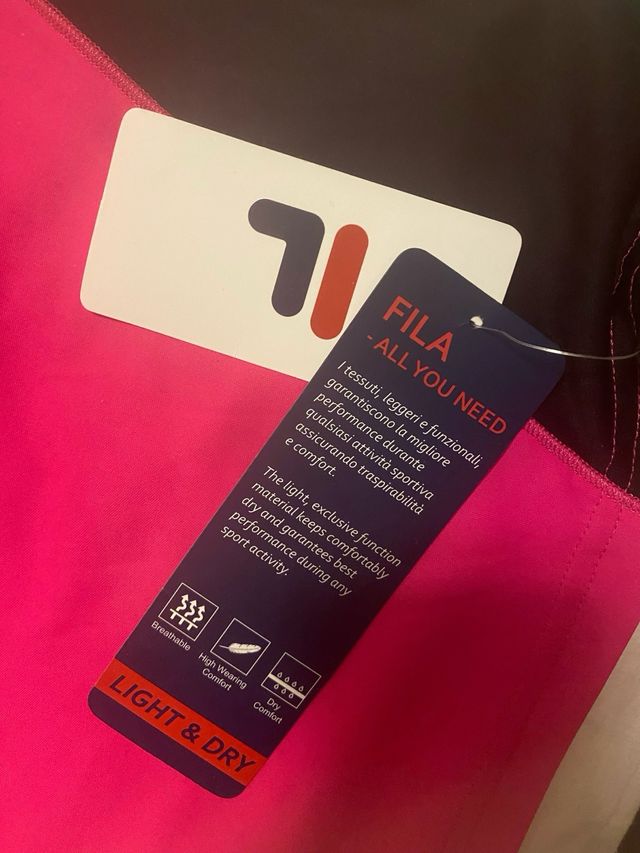 FILA
- ALL YOU NEED
I tessuti, leggeri e funzionali,
garantiscono la migliore
performance durante
qualsiasi attività sportiva
assicurando traspirabilità
e comfort.
The light, exclusive function
material keeps comfortably
dry and garantees best
performance during any
sport activity.
Breathable
High Wearing
Comfort
Dry
Comfort
LIGHT & DRY